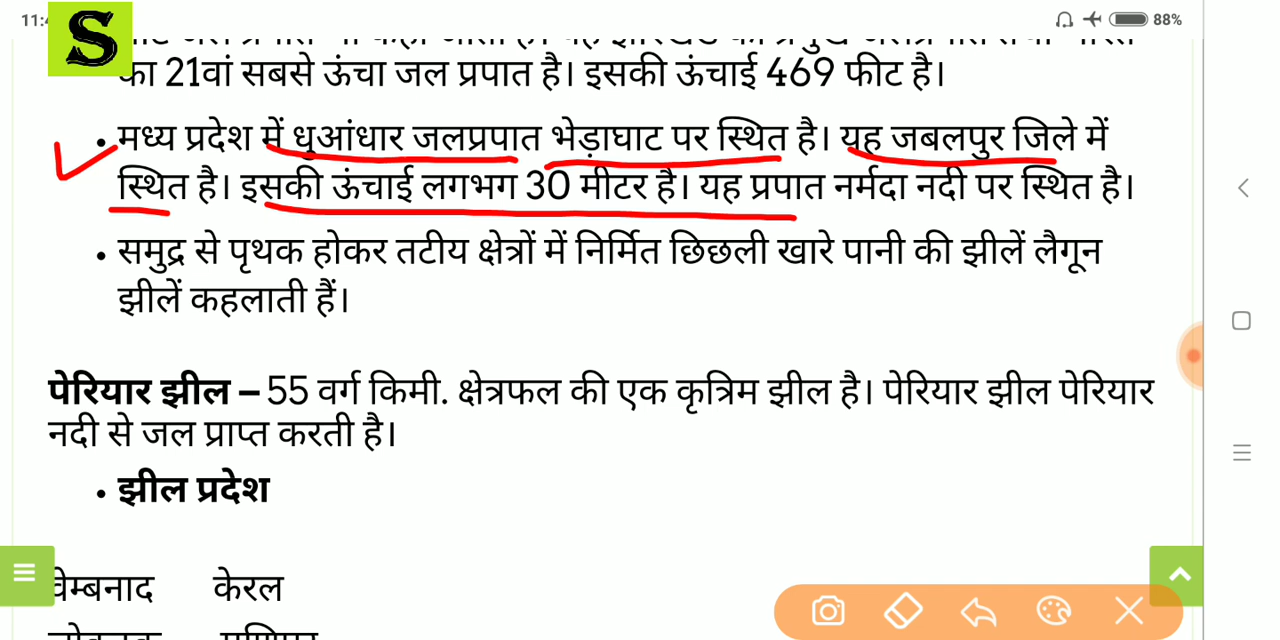 11:4
88%
S
का 21वां सबसे ऊंचा जल प्रपात है। इसकी ऊंचाई 469 फीट है।
• मध्य प्रदेश में धुआंधार जलप्रपात भेड़ाघाट पर स्थित है। यह जबलपुर जिले में
स्थित है। इसकी ऊंचाई लगभग 30 मीटर है। यह प्रपात नर्मदा नदी पर स्थित है।
• समुद्र से पृथक होकर तटीय क्षेत्रों में निर्मित छिछली खारे पानी की झीलें लैगून
झीलें कहलाती हैं।
पेरियार झील – 55 वर्ग किमी. क्षेत्रफल की एक कृत्रिम झील है। पेरियार झील पेरियार
नदी से जल प्राप्त करती है।
• झील प्रदेश
वेम्बनाद केरल